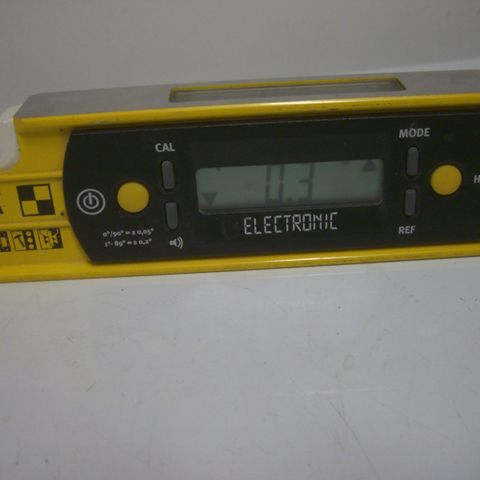 CAL
MODE
0.3
H
ELECTRONIC
REF
0°/90° = ± 0,05°
1°- 89° = ± 0,2°